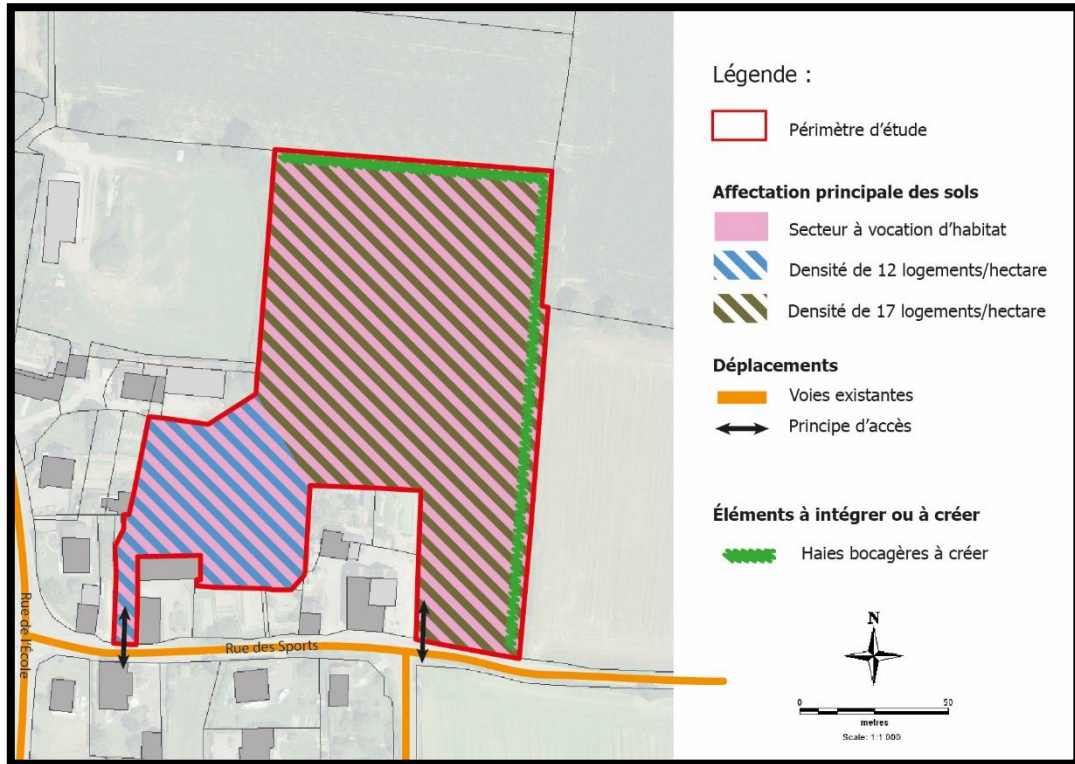 Légende :
Périmètre d'étude
Affectation principale des sols
Secteur à vocation d'habitat
Densité de 12 logements/hectare
Densité de 17 logements/hectare
Déplacements
Voies existantes
Principe d'accès
Éléments à intégrer ou à créer
Haies bocagères à créer
Rue de l'École
Rue des Sports
N
0 50
metres
Scale: 1:1 000